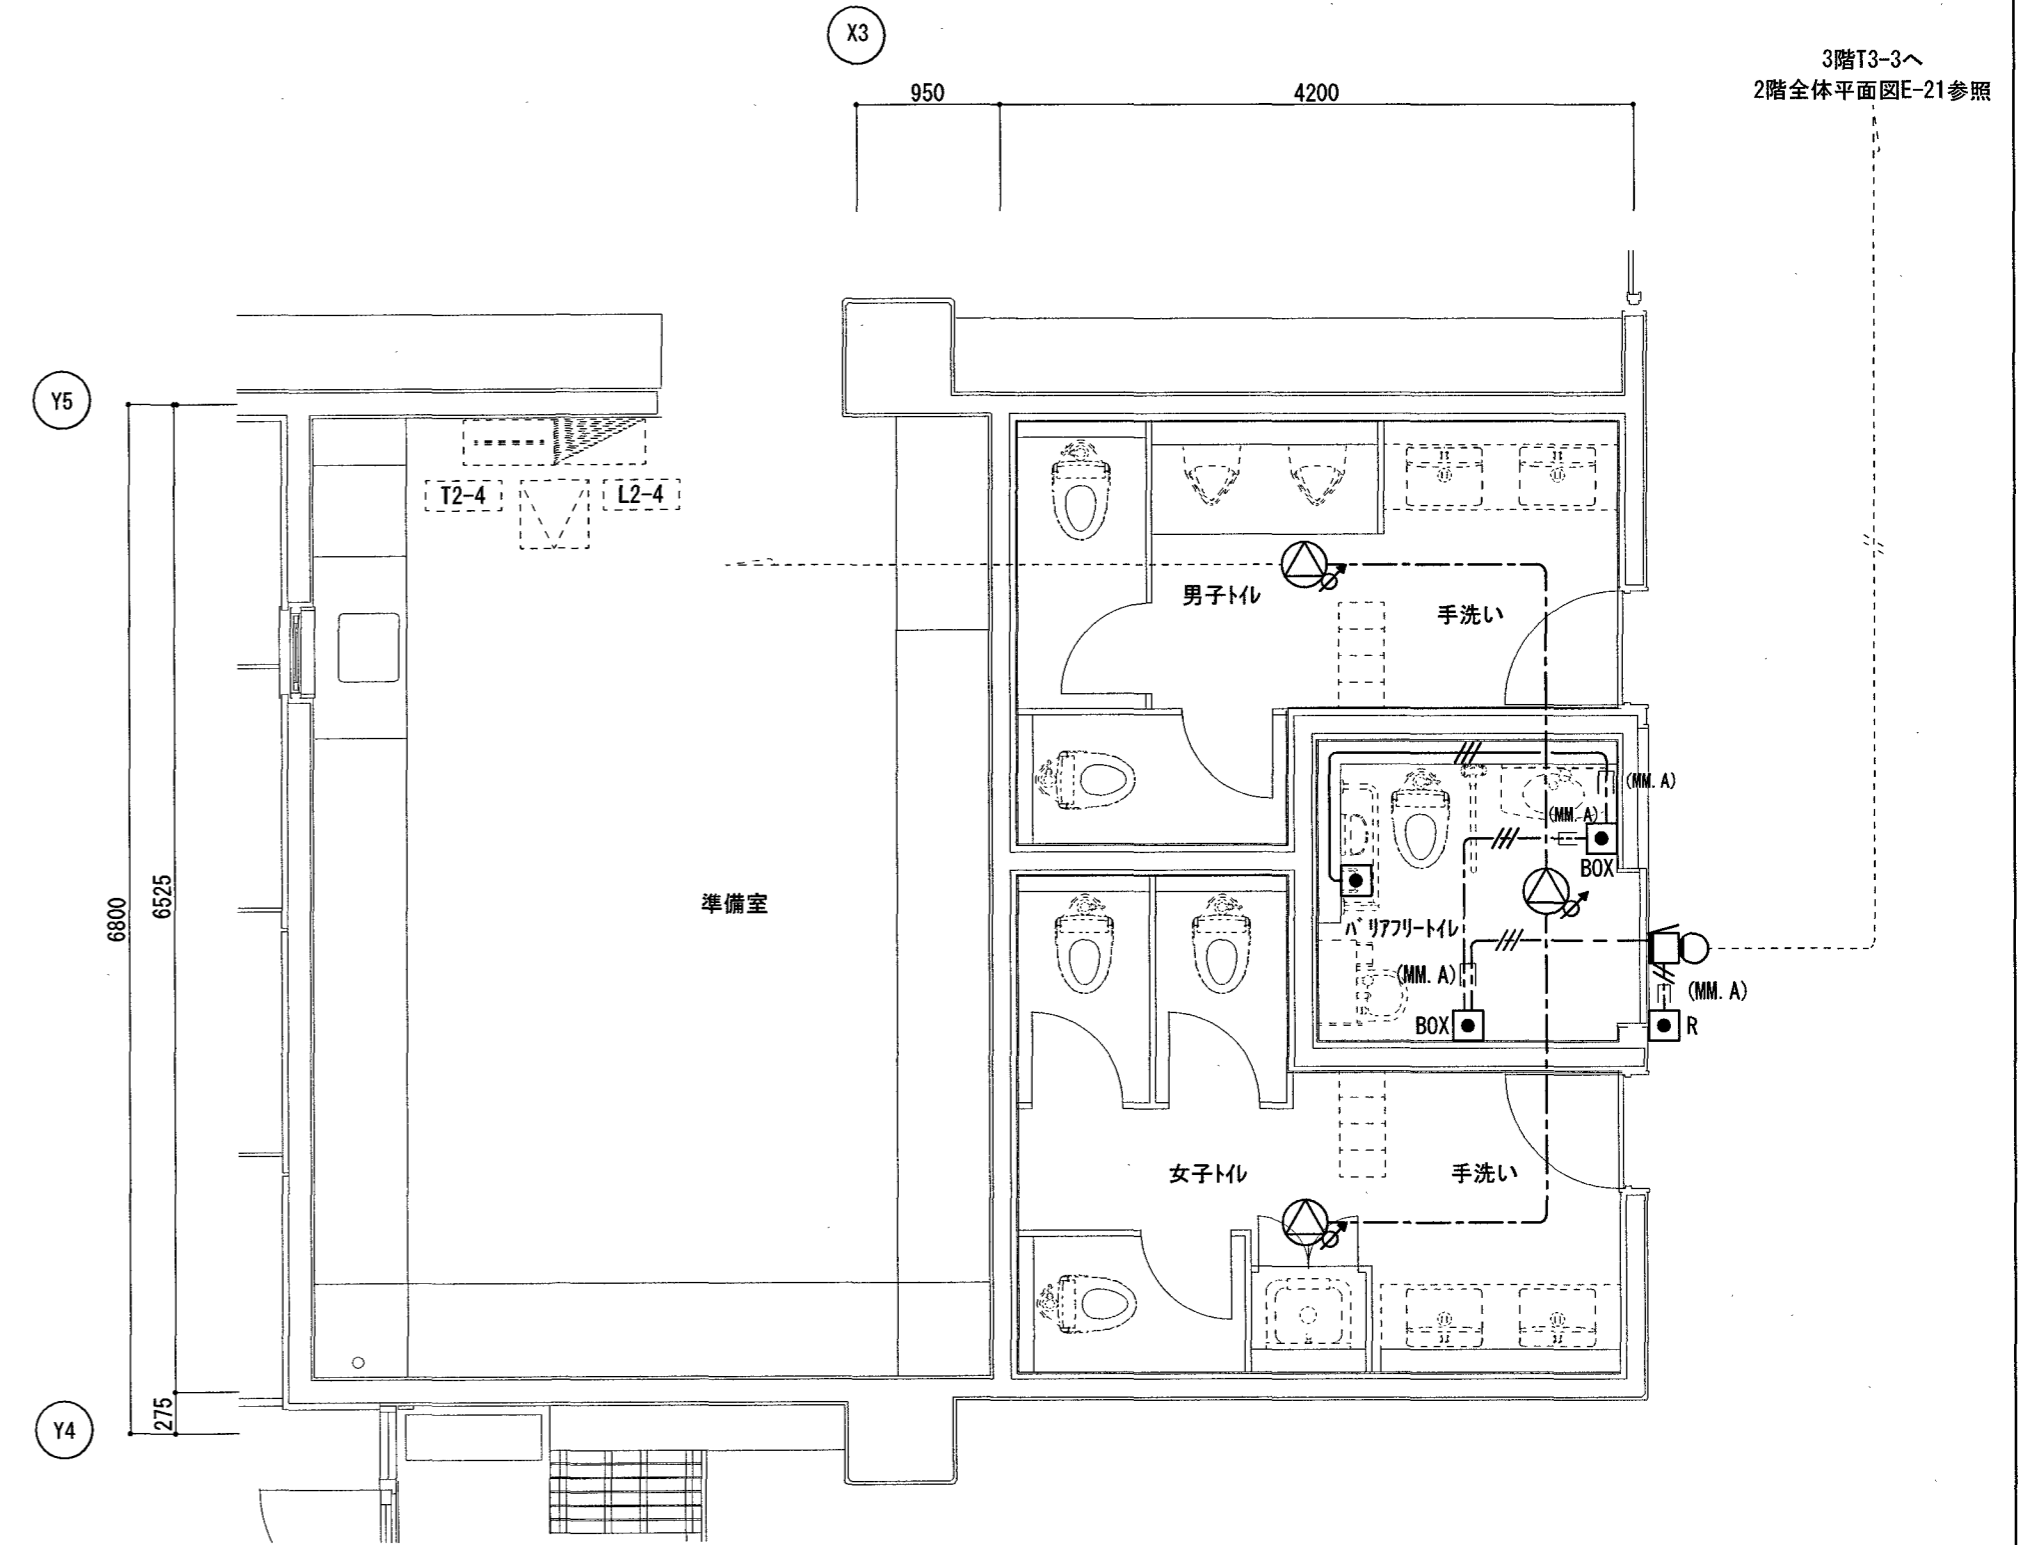 X3
3階T3-3へ
2階全体平面図E-21参照
950
4200
Y5
T2-4
L2-4
男子トイレ
手洗い
(MM. A)
(MM. A)
BOX
6800
6525
準備室
バリアフリートイレ
(MM. A)
(MM. A)
BOX
R
女子トイレ
手洗い
275
Y4